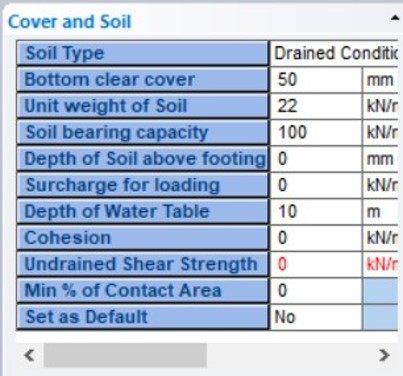 Cover and Soil
Soil Type Drained Conditic
Bottom clear cover 50 mm
Unit weight of Soil 22 kN/r
Soil bearing capacity 100 kN/r
Depth of Soil above footing 0 mm
Surcharge for loading 0 kN/r
Depth of Water Table 10 m
Cohesion 0 kN/r
Undrained Shear Strength 0 kN/r
Min % of Contact Area 0
Set as Default No